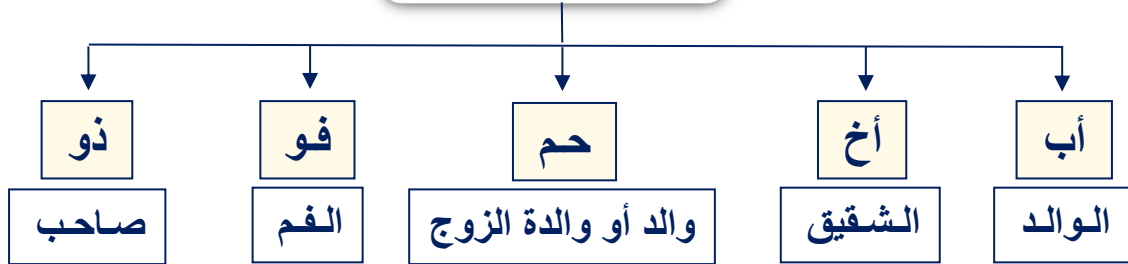 أب أخ حم فو ذو
الوالد الشقيق والد أو والدة الزوج الفم صاحب